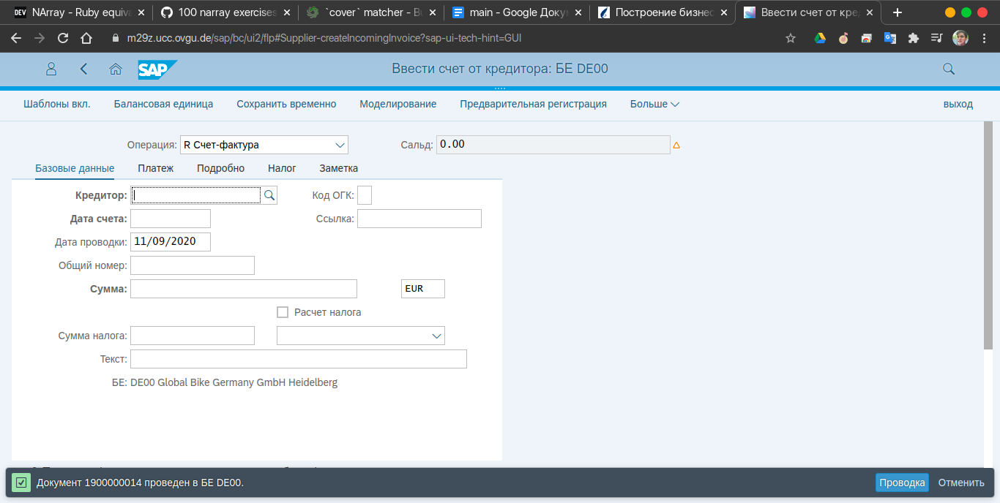 DEV NArray - Ruby equiva
100 narray exercises
`cover` matcher - Bu
main - Google Доку
Построение бизнес
Ввести счет от кре
m29z.ucc.ovgu.de/sap/bc/ui2/flp#Supplier-createIncomingInvoice?sap-ui-tech-hint=GUI
SAP Ввести счет от кредитора: БЕ DE00
Шаблоны вкл. Балансовая единица Сохранить временно Моделирование Предварительная регистрация Больше выход
Операция: R Счет-фактура Сальд: 0.00
Базовые данные Платеж Подробно Налог Заметка
Кредитор: Код ОГК:
Дата счета: Ссылка:
Дата проводки: 11/09/2020
Общий номер:
Сумма: EUR
Расчет налога
Сумма налога:
Текст:
БЕ: DE00 Global Bike Germany GmbH Heidelberg
Документ 1900000014 проведен в БЕ DE00. Проводка Отменить